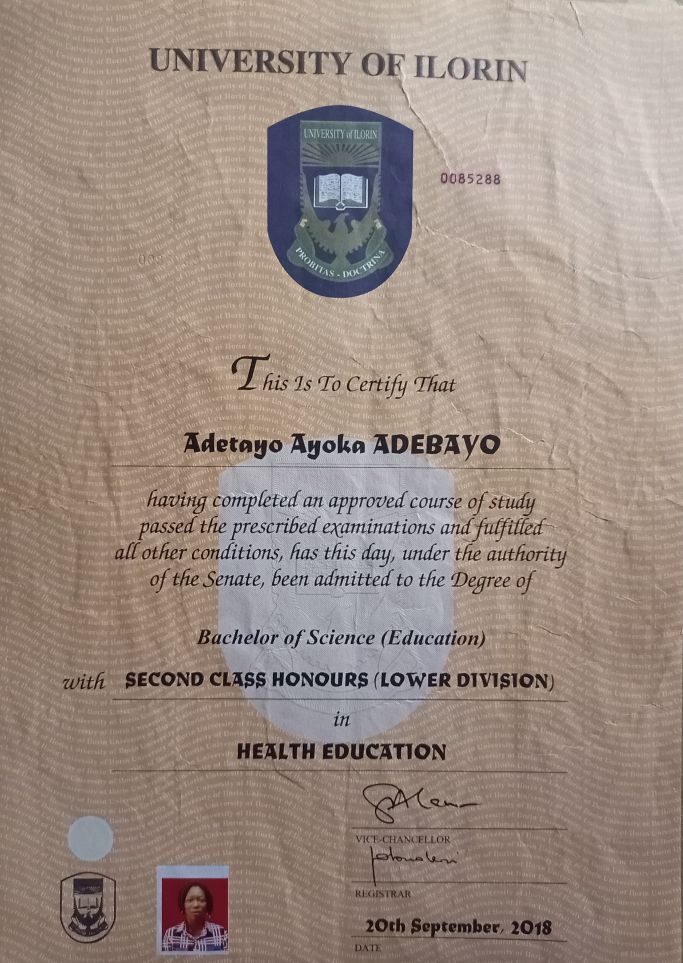 UNIVERSITY OF ILORIN
UNIVERSITY of ILORIN
PROBITAS - DOCTRINA
0085288
This Is To Certify That
Adetayo Ayoka ADEBAYO
having completed an approved course of study
passed the prescribed examinations and fulfilled
all other conditions, has this day, under the authority
of the Senate, been admitted to the Degree of
Bachelor of Science (Education)
with SECOND CLASS HONOURS (LOWER DIVISION)
in
HEALTH EDUCATION
VICE-CHANCELLOR
REGISTRAR
20th September, 2018
DATE